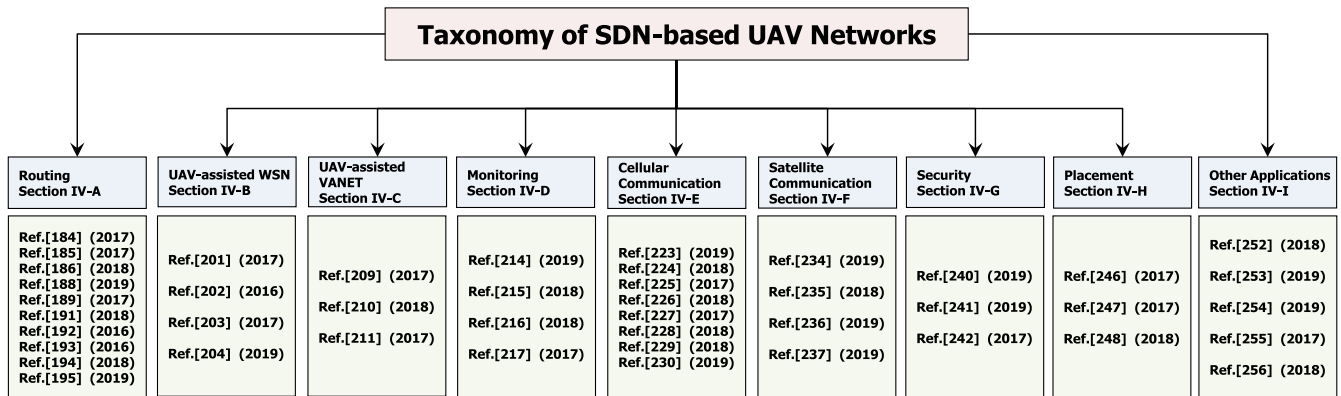 Taxonomy of SDN-based UAV Networks
Routing
Section IV-A
Ref.[184] (2017)
Ref.[185] (2017)
Ref.[186] (2018)
Ref.[188] (2019)
Ref.[189] (2017)
Ref.[191] (2018)
Ref.[192] (2016)
Ref.[193] (2016)
Ref.[194] (2018)
Ref.[195] (2019)
UAV-assisted WSN
Section IV-B
Ref.[201] (2017)
Ref.[202] (2016)
Ref.[203] (2017)
Ref.[204] (2019)
UAV-assisted
VANET
Section IV-C
Ref.[209] (2017)
Ref.[210] (2018)
Ref.[211] (2017)
Monitoring
Section IV-D
Ref.[214] (2019)
Ref.[215] (2018)
Ref.[216] (2018)
Ref.[217] (2017)
Cellular
Communication
Section IV-E
Ref.[223] (2019)
Ref.[224] (2018)
Ref.[225] (2017)
Ref.[226] (2018)
Ref.[227] (2017)
Ref.[228] (2018)
Ref.[229] (2018)
Ref.[230] (2019)
Satellite
Communication
Section IV-F
Ref.[234] (2019)
Ref.[235] (2018)
Ref.[236] (2019)
Ref.[237] (2019)
Security
Section IV-G
Ref.[240] (2019)
Ref.[241] (2019)
Ref.[242] (2017)
Placement
Section IV-H
Ref.[246] (2017)
Ref.[247] (2017)
Ref.[248] (2018)
Other Applications
Section IV-I
Ref.[252] (2018)
Ref.[253] (2019)
Ref.[254] (2019)
Ref.[255] (2017)
Ref.[256] (2018)